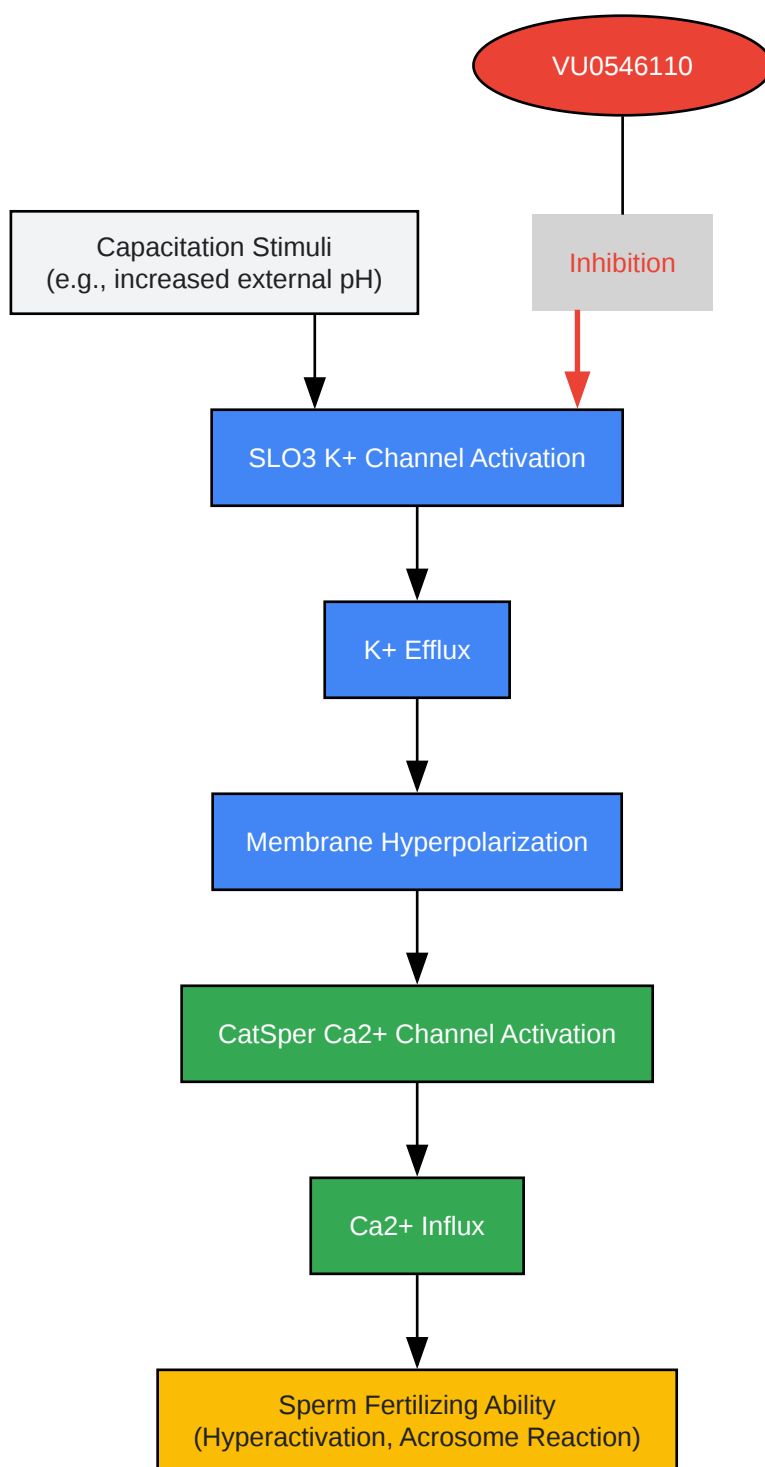 VU0546110
Capacitation Stimuli
(e.g., increased external pH)
Inhibition
SLO3 K+ Channel Activation
K+ Efflux
Membrane Hyperpolarization
CatSper Ca2+ Channel Activation
Ca2+ Influx
Sperm Fertilizing Ability
(Hyperactivation, Acrosome Reaction)